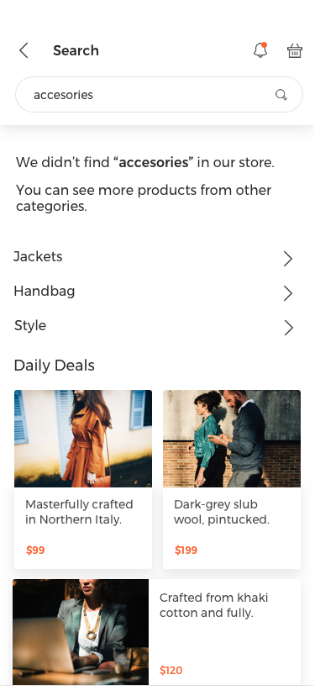 Search
accesories
We didn't find “accesories” in our store.
You can see more products from other
categories.
Jackets
Handbag
Style
Daily Deals
Masterfully crafted
in Northern Italy.
$99
Dark-grey slub
wool, pintucked.
$199
Crafted from khaki
cotton and fully.
$120